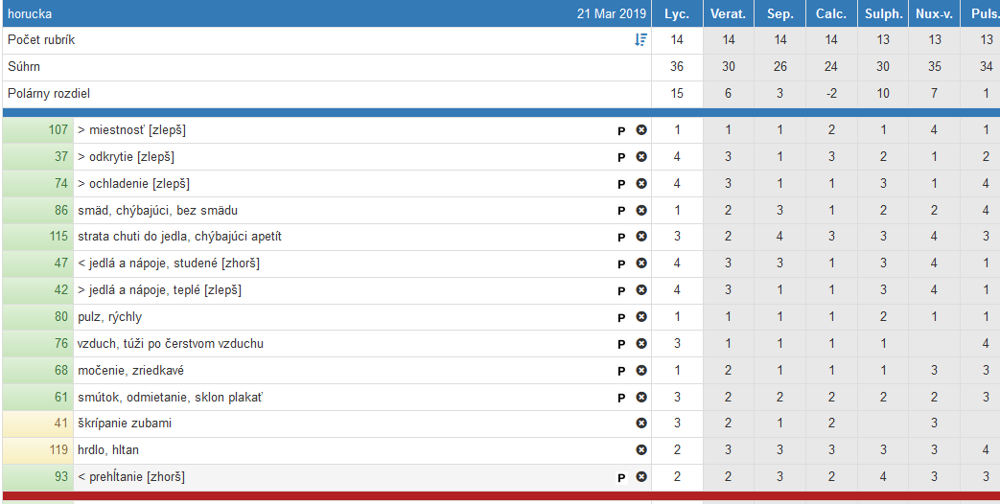 horucka 21 Mar 2019 Lyc. Verat. Sep. Calc. Sulph. Nux-v. Puls.
Počet rubrík 14 14 14 14 13 13 13
Súhrn 36 30 26 24 30 35 34
Polárny rozdiel 15 6 3 -2 10 7 1
107 > miestnosť [zlepš] P 1 1 1 2 1 4 1
37 > odkrytie [zlepš] P 4 3 1 3 2 1 2
74 > ochladenie [zlepš] P 4 3 1 1 3 1 4
86 smäd, chýbajúci, bez smädu P 1 2 3 1 2 2 4
115 strata chuti do jedla, chýbajúci apetít P 3 2 4 3 3 4 3
47 < jedlá a nápoje, studené [zhorš] P 4 3 3 1 3 4 1
42 > jedlá a nápoje, teplé [zlepš] P 4 3 1 1 3 4 1
80 pulz, rýchly P 1 1 1 1 2 1 1
76 vzduch, túži po čerstvom vzduchu P 3 1 1 1 1 4
68 močenie, zriedkavé P 1 2 1 1 1 3 3
61 smútok, odmietanie, sklon plakať P 3 2 2 2 2 2 3
41 škrípanie zubami 3 2 1 2 3
119 hrdlo, hltan 2 3 3 3 3 3 4
93 < prehĺtanie [zhorš] P 2 2 3 2 4 3 3